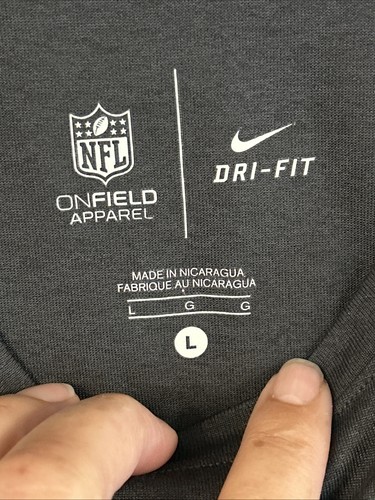 NFL
ONFIELD
APPAREL
DRI-FIT
MADE IN NICARAGUA
FABRIQUE AU NICARAGUA
L G G
L